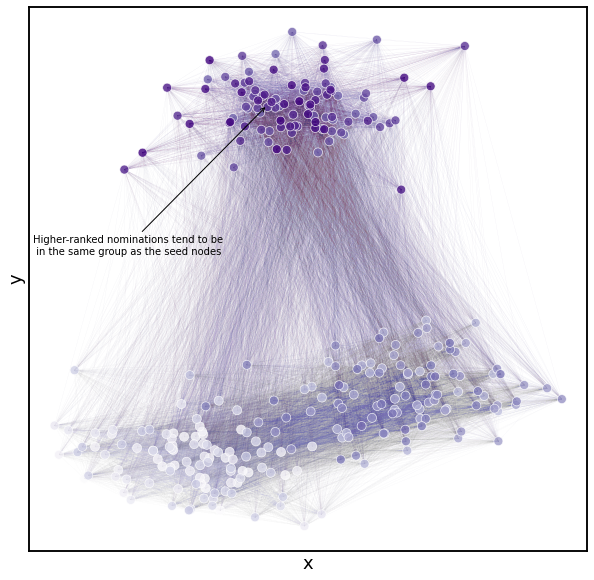 Higher-ranked nominations tend to be
in the same group as the seed nodes
y
x